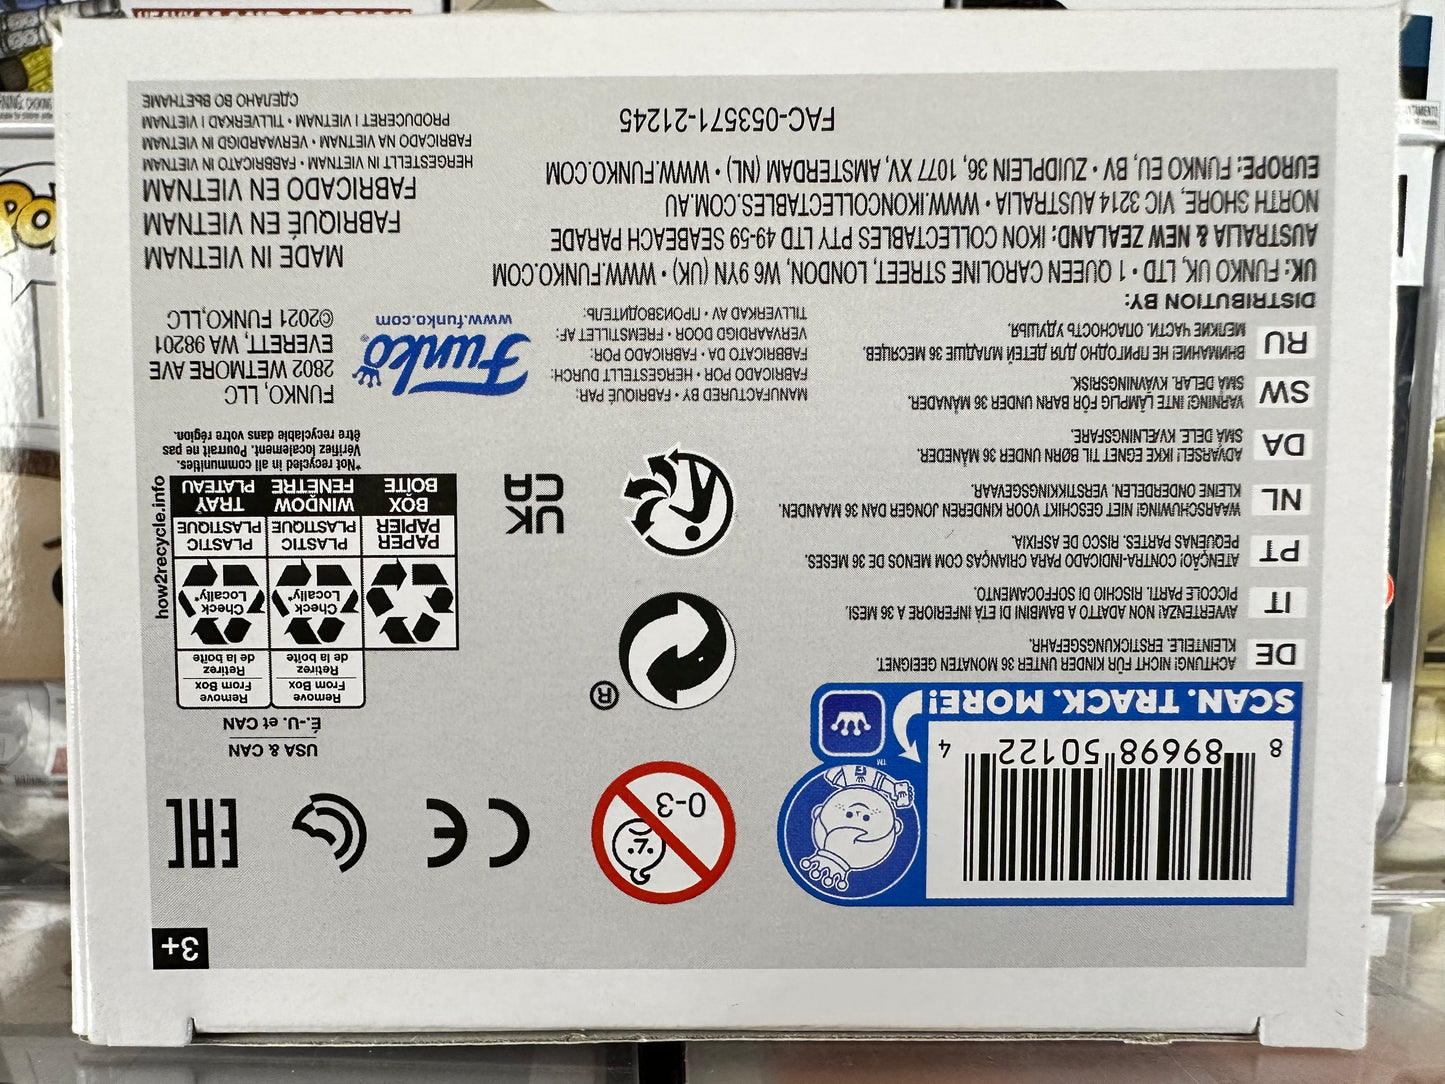 3+
8 89698 50122 4
SCAN. TRACK. MORE!
TM
0-3
CE
EAC
USA & CAN
É.-U. et CAN
Remove
From Box
Retirez
de la boîte
Remove
From Box
Retirez
de la boîte
Check
Locally*
Check
Locally*
PAPER
PAPIER
PLASTIC
PLASTIQUE
PLASTIC
PLASTIQUE
BOX
BOÎTE
WINDOW
FENÊTRE
TRAY
PLATEAU
how2recycle.info
*Not recycled in all communities.
Vérifiez localement. Pourrait ne pas
être recyclable dans votre région.
®
UK
CA
DE
ACHTUNG! NICHT FÜR KINDER UNTER 36 MONATEN GEEIGNET.
KLEINTEILE. ERSTICKUNGSGEFAHR.
IT
AVVERTENZA! NON ADATTO A BAMBINI DI ETÀ INFERIORE A 36 MESI.
PICCOLE PARTI. RISCHIO DI SOFFOCAMENTO.
PT
ATENÇÃO! CONTRA-INDICADO PARA CRIANÇAS COM MENOS DE 36 MESES.
PEQUENAS PARTES. RISCO DE ASFIXIA.
NL
WAARSCHUWING! NIET GESCHIKT VOOR KINDEREN JONGER DAN 36 MAANDEN.
KLEINE ONDERDELEN. VERSTIKKINGSGEVAAR.
DA
ADVARSEL! IKKE EGNET TIL BØRN UNDER 36 MÅNEDER.
SMÅ DELE. KVÆLNINGSFARE.
SW
VARNING! INTE LÄMPLIG FÖR BARN UNDER 36 MÅNADER.
SMÅ DELAR. KVÄVNINGSRISK.
RU
ВНИМАНИЕ! НЕ ПРИГОДНО ДЛЯ ДЕТЕЙ МЛАДШЕ 36 МЕСЯЦЕВ.
МЕЛКИЕ ЧАСТИ. ОПАСНОСТЬ УДУШЬЯ.
MANUFACTURED BY • FABRIQUÉ PAR:
FABRICADO POR • HERGESTELLT DURCH:
FABBRICATO DA • FABRICADO POR:
VERVAARDIGD DOOR • FREMSTILLET AF:
TILLVERKAD AV • ПРОИЗВОДИТЕЛЬ:
Funko®
www.funko.com
FUNKO, LLC
2802 WETMORE AVE
EVERETT, WA 98201
©2021 FUNKO,LLC
DISTRIBUTION BY:
UK: FUNKO UK, LTD • 1 QUEEN CAROLINE STREET, LONDON, W6 9YN (UK) • WWW.FUNKO.COM
AUSTRALIA & NEW ZEALAND: IKON COLLECTABLES PTY LTD 49-59 SEABEACH PARADE
NORTH SHORE, VIC 3214 AUSTRALIA • WWW.IKONCOLLECTABLES.COM.AU
EUROPE: FUNKO EU, BV • ZUIDPLEIN 36, 1077 XV, AMSTERDAM (NL) • WWW.FUNKO.COM
FAC-053571-21245
MADE IN VIETNAM
FABRIQUÉ EN VIETNAM
FABRICADO EN VIETNAM
HERGESTELLT IN VIETNAM • FABBRICATO IN VIETNAM
FABRICADO NA VIETNAM • VERVAARDIGD IN VIETNAM
PRODUCERET I VIETNAM • TILLVERKAD I VIETNAM
СДЕЛАНО ВО ВЬЕТНАМЕ